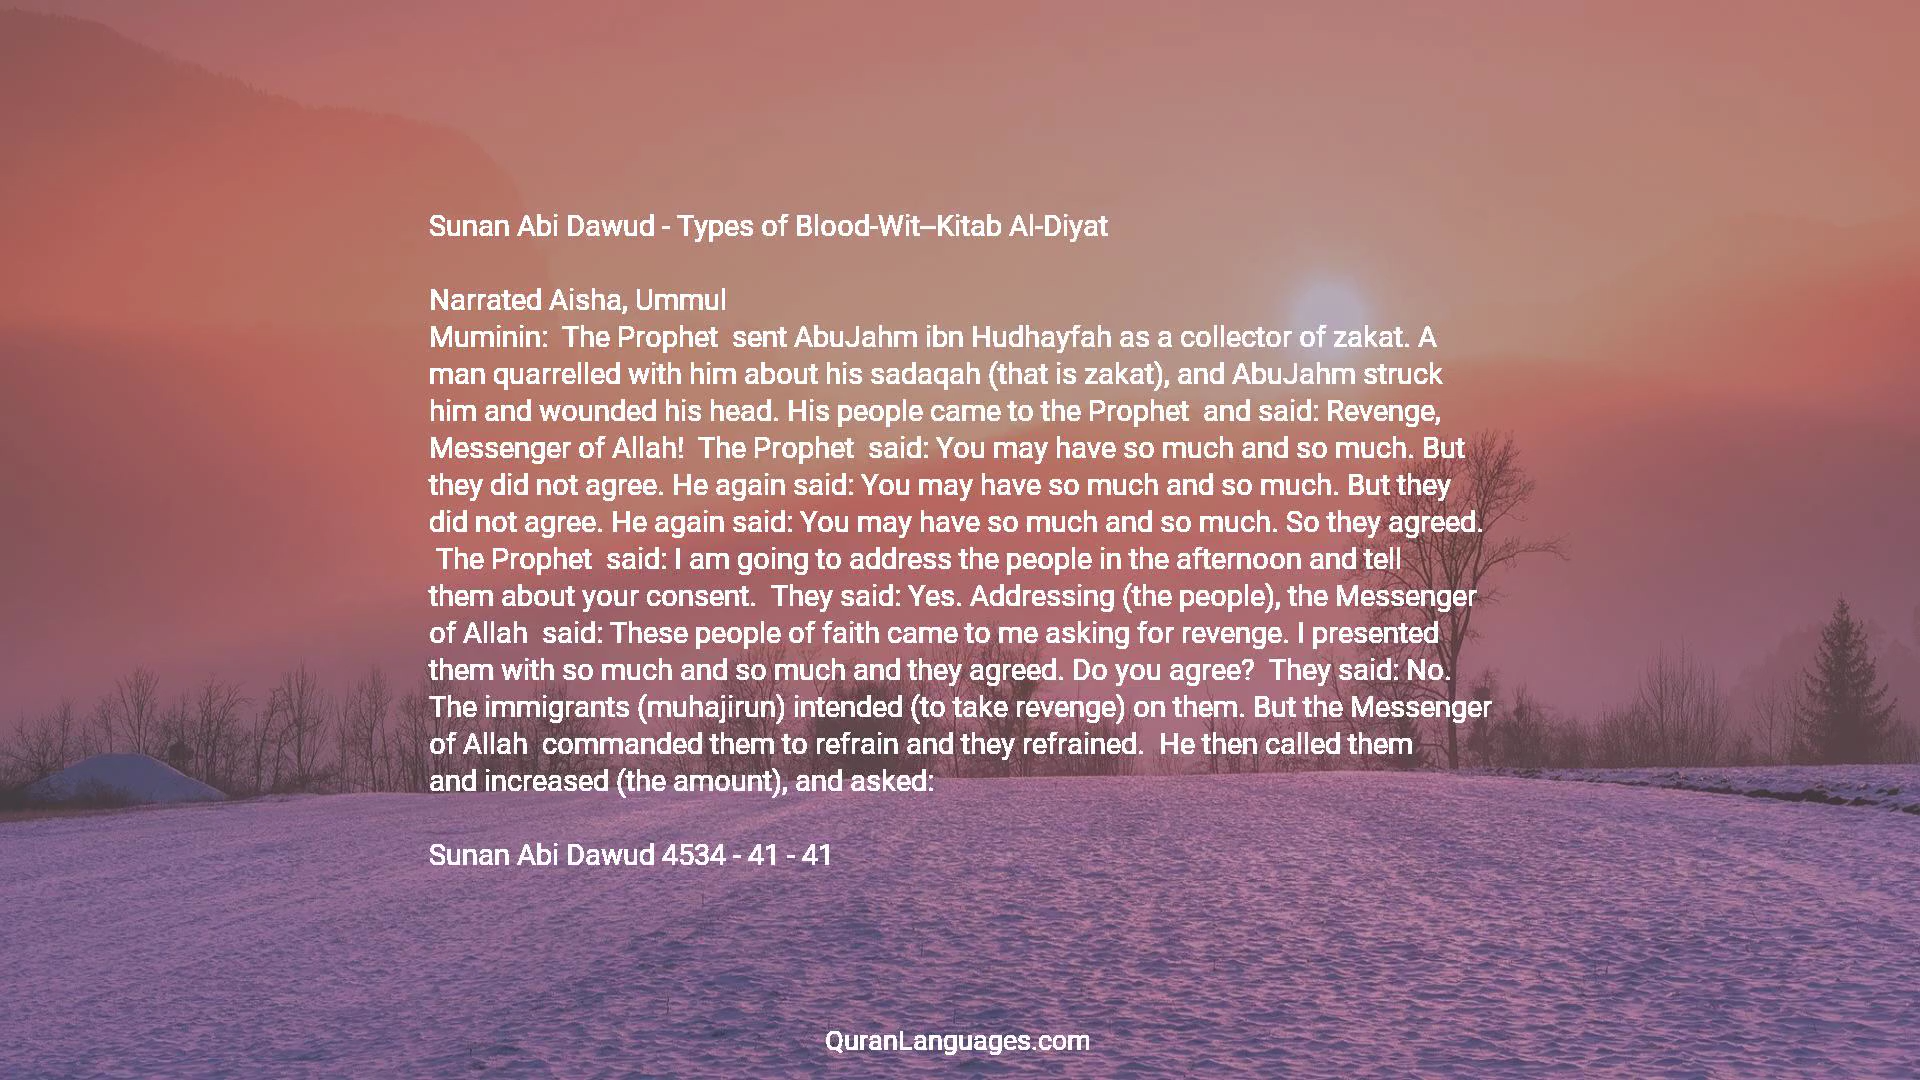 Sunan Abi Dawud - Types of Blood-Wit--Kitab Al-Diyat
Narrated Aisha, Ummul
Muminin:  The Prophet  sent AbuJahm ibn Hudhayfah as a collector of zakat. A
man quarrelled with him about his sadaqah (that is zakat), and AbuJahm struck
him and wounded his head. His people came to the Prophet  and said: Revenge,
Messenger of Allah!  The Prophet  said: You may have so much and so much. But
they did not agree. He again said: You may have so much and so much. But they
did not agree. He again said: You may have so much and so much. So they agreed.
The Prophet  said: I am going to address the people in the afternoon and tell
them about your consent.  They said: Yes. Addressing (the people), the Messenger
of Allah  said: These people of faith came to me asking for revenge. I presented
them with so much and so much and they agreed. Do you agree?  They said: No.
The immigrants (muhajirun) intended (to take revenge) on them. But the Messenger
of Allah  commanded them to refrain and they refrained.  He then called them
and increased (the amount), and asked:
Sunan Abi Dawud 4534 - 41 - 41
QuranLanguages.com